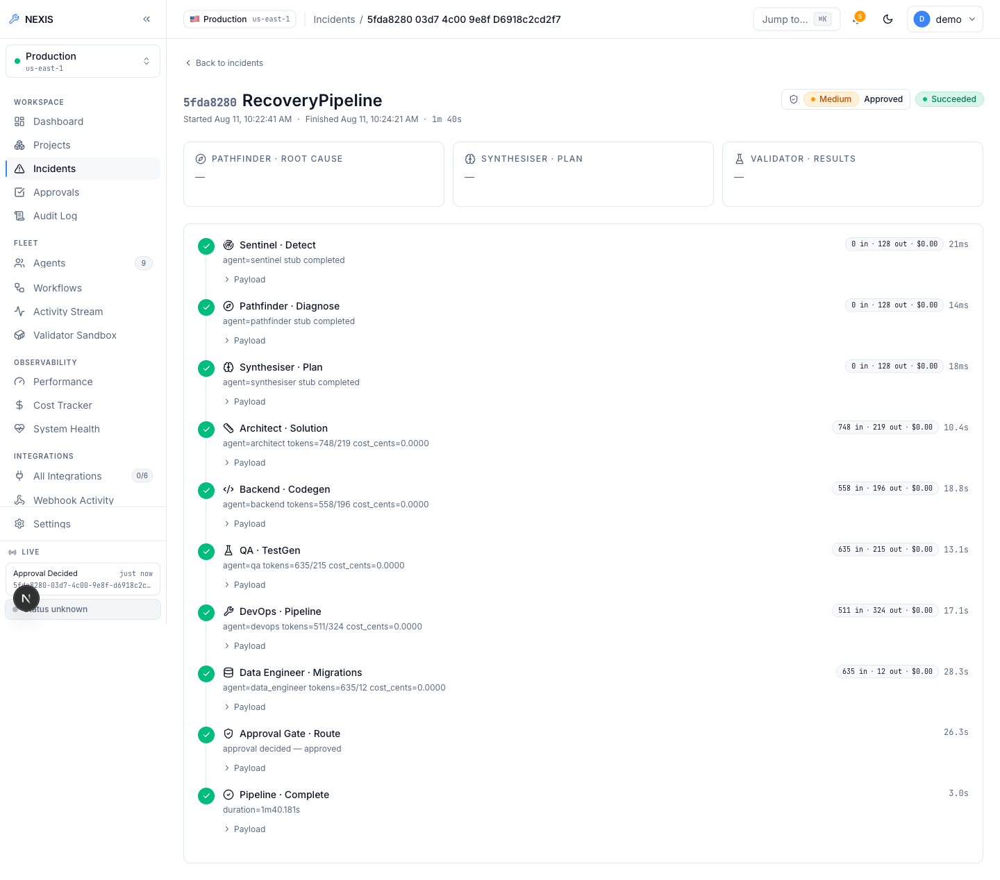 NEXIS
Production us-east-1
Incidents / 5fda8280 03d7 4c00 9e8f D6918c2cd2f7
Jump to... ⌘K
5
D demo
Production
us-east-1
WORKSPACE
Dashboard
Projects
Incidents
Approvals
Audit Log
FLEET
Agents 9
Workflows
Activity Stream
Validator Sandbox
OBSERVABILITY
Performance
Cost Tracker
System Health
INTEGRATIONS
All Integrations 0/6
Webhook Activity
Settings
LIVE
Approval Decided just now
5fda8280-03d7-4c00-9e8f-d6918c2c…
N
unknown
Back to incidents
5fda8280 RecoveryPipeline
Medium Approved
Succeeded
Started Aug 11, 10:22:41 AM · Finished Aug 11, 10:24:21 AM · 1m 40s
PATHFINDER · ROOT CAUSE
—
SYNTHESISER · PLAN
—
VALIDATOR · RESULTS
—
Sentinel · Detect 0 in · 128 out · $0.00 21ms
agent=sentinel stub completed
Payload
Pathfinder · Diagnose 0 in · 128 out · $0.00 14ms
agent=pathfinder stub completed
Payload
Synthesiser · Plan 0 in · 128 out · $0.00 18ms
agent=synthesiser stub completed
Payload
Architect · Solution 748 in · 219 out · $0.00 10.4s
agent=architect tokens=748/219 cost_cents=0.0000
Payload
Backend · Codegen 558 in · 196 out · $0.00 18.8s
agent=backend tokens=558/196 cost_cents=0.0000
Payload
QA · TestGen 635 in · 215 out · $0.00 13.1s
agent=qa tokens=635/215 cost_cents=0.0000
Payload
DevOps · Pipeline 511 in · 324 out · $0.00 17.1s
agent=devops tokens=511/324 cost_cents=0.0000
Payload
Data Engineer · Migrations 635 in · 12 out · $0.00 28.3s
agent=data_engineer tokens=635/12 cost_cents=0.0000
Payload
Approval Gate · Route 26.3s
approval decided — approved
Payload
Pipeline · Complete 3.0s
duration=1m40.181s
Payload